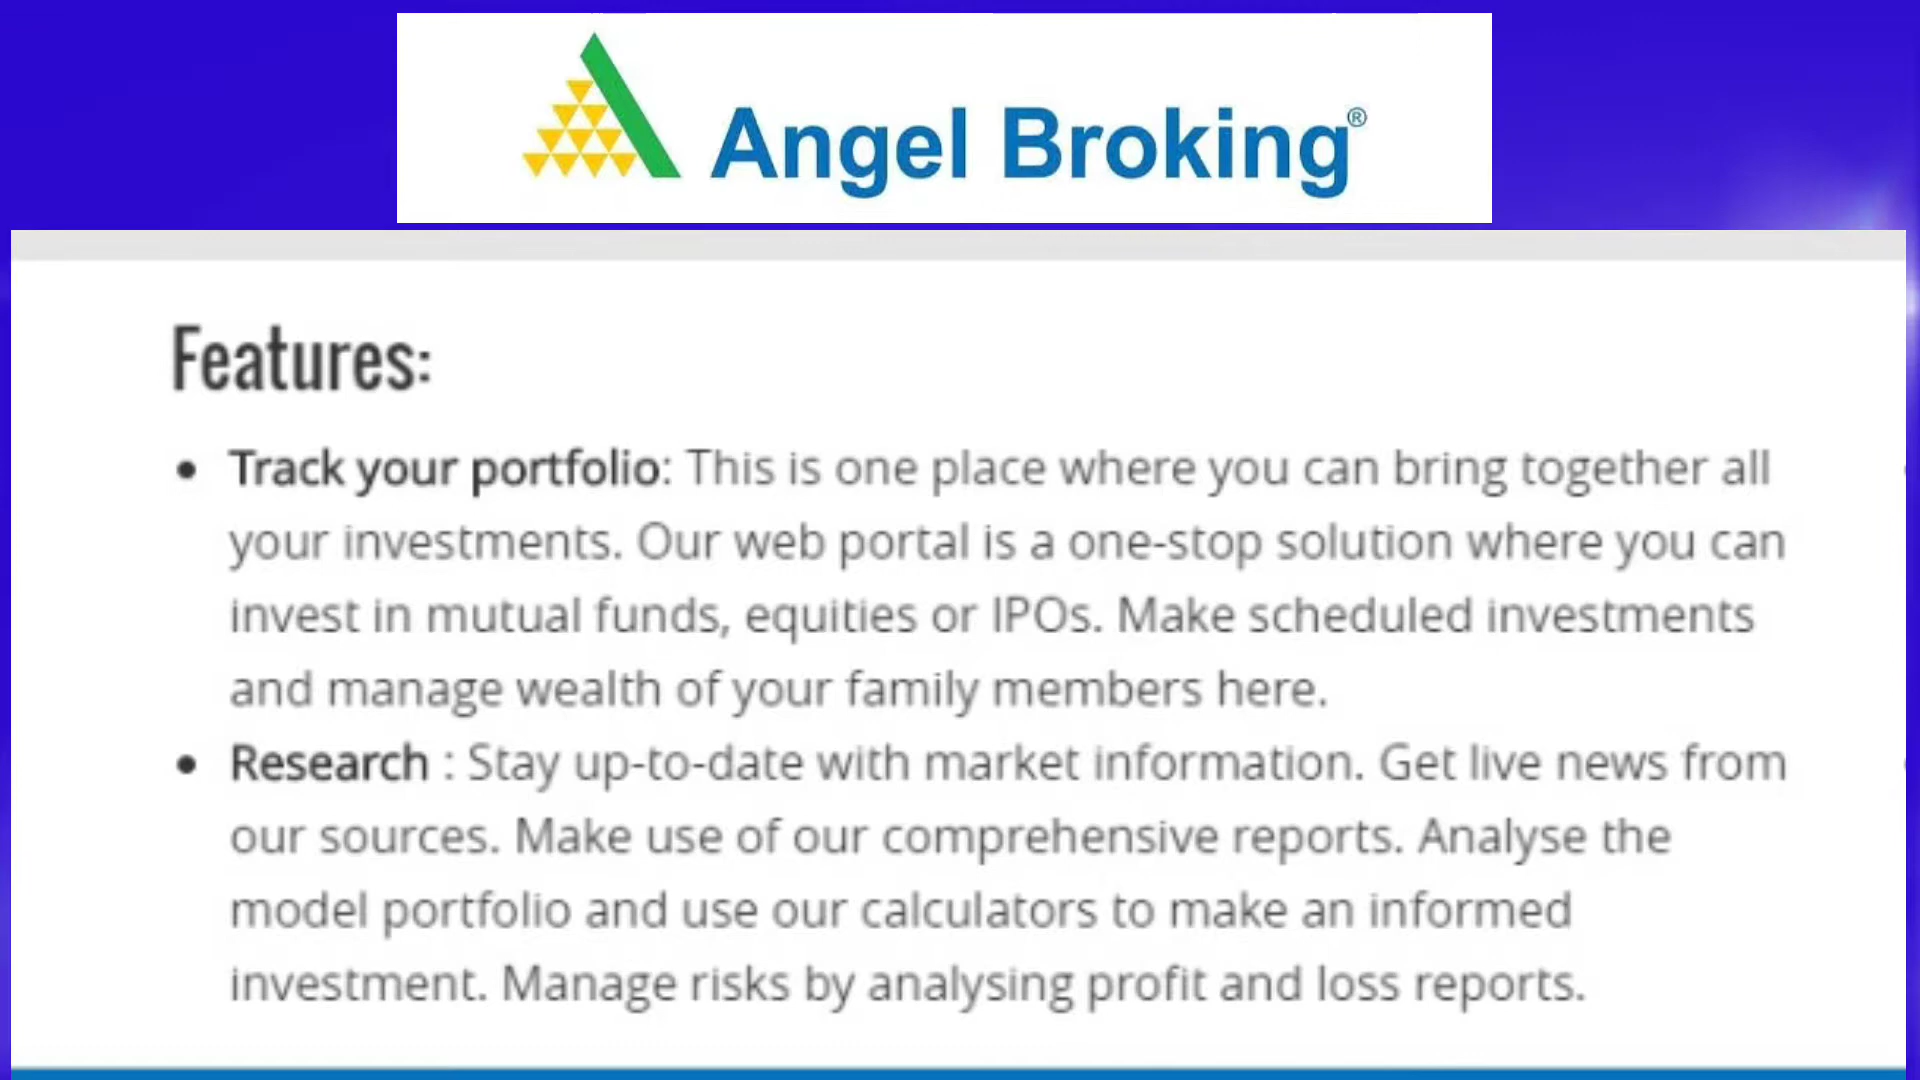 Angel Broking®
Features:
• Track your portfolio: This is one place where you can bring together all
your investments. Our web portal is a one-stop solution where you can
invest in mutual funds, equities or IPOs. Make scheduled investments
and manage wealth of your family members here.
• Research : Stay up-to-date with market information. Get live news from
our sources. Make use of our comprehensive reports. Analyse the
model portfolio and use our calculators to make an informed
investment. Manage risks by analysing profit and loss reports.